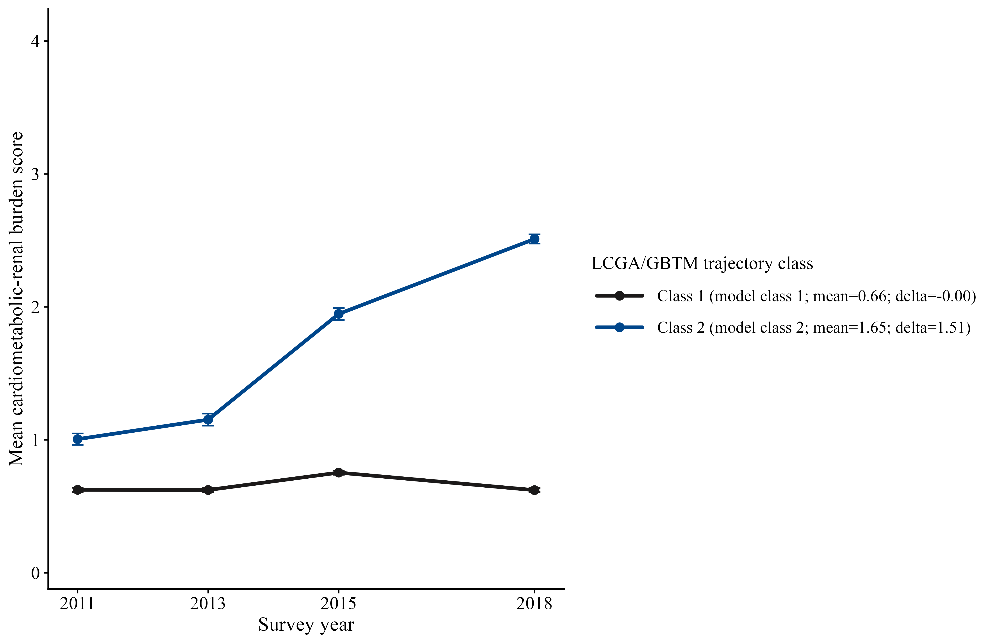 Mean cardiometabolic-renal burden score
4
3
2
1
0
2011
2013
2015
2018
Survey year
LCGA/GBTM trajectory class
Class 1 (model class 1; mean=0.66; delta=-0.00)
Class 2 (model class 2; mean=1.65; delta=1.51)